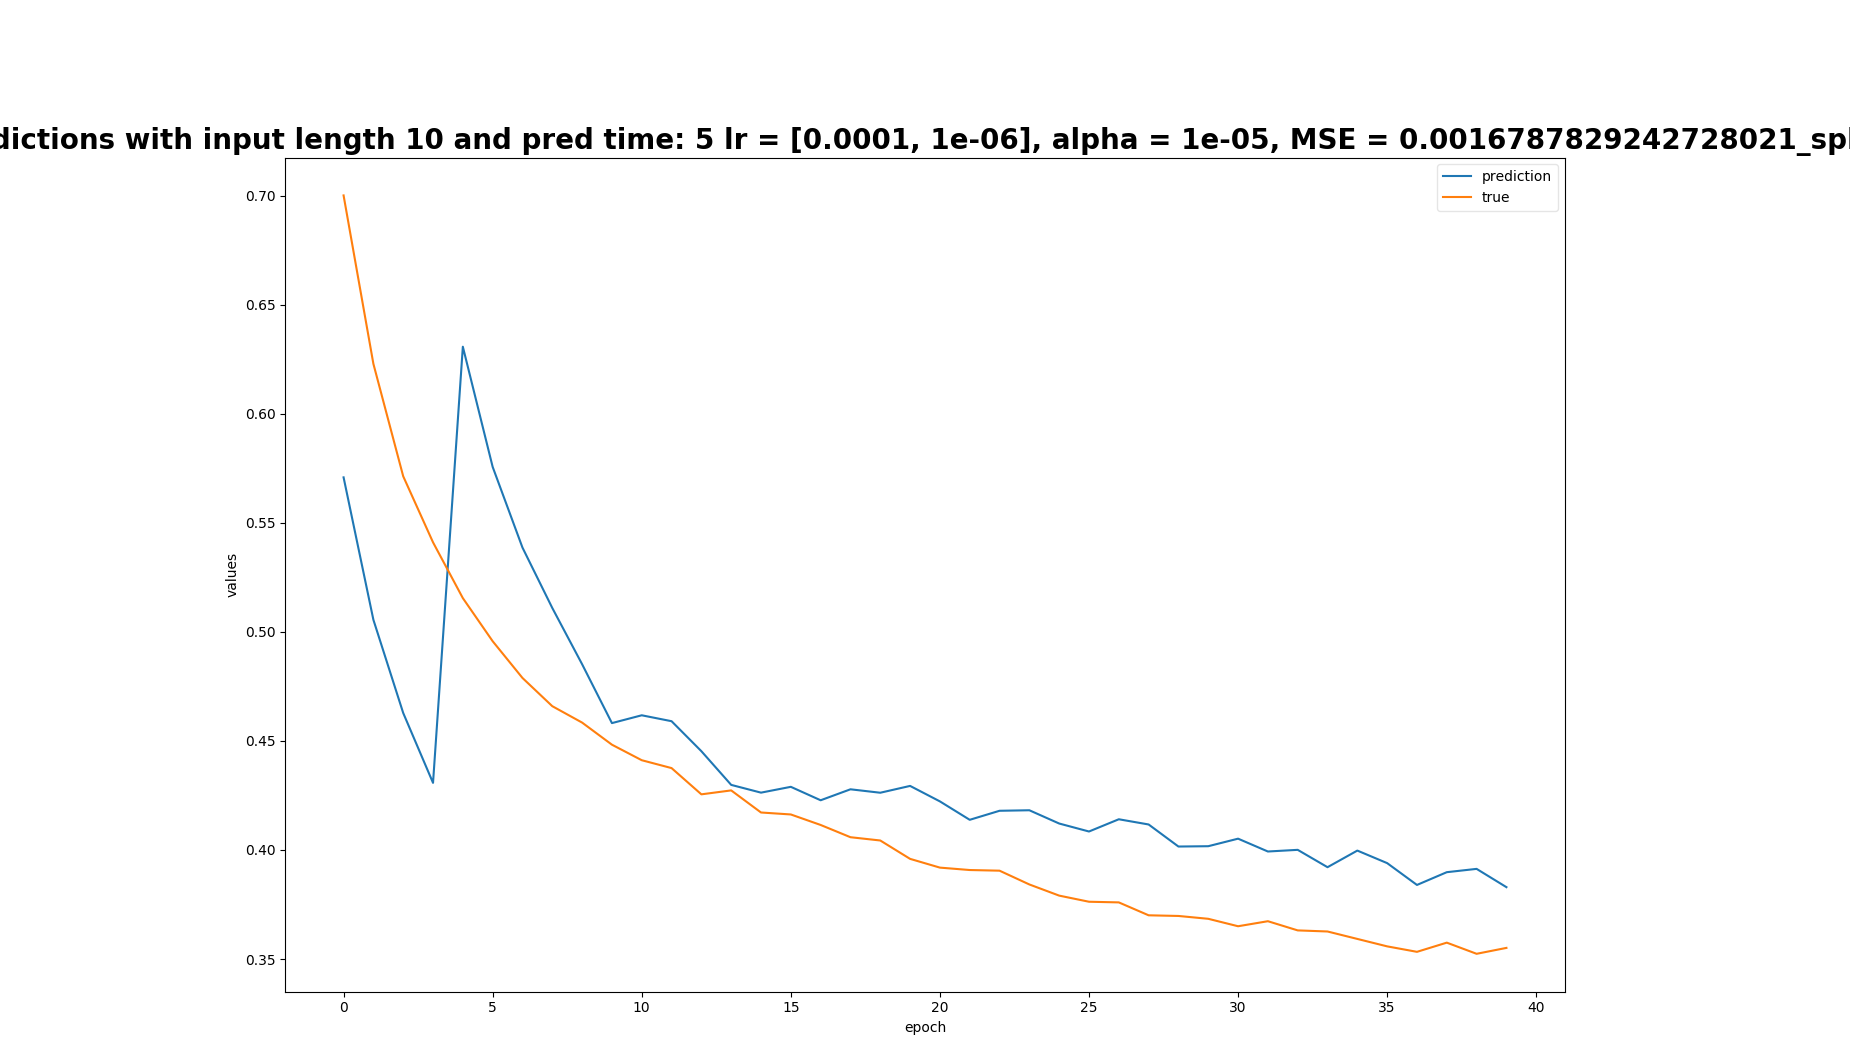 dictions with input length 10 and pred time: 5 lr = [0.0001, 1e-06], alpha = 1e-05, MSE = 0.0016787829242728021_spl
prediction
true
0.70
0.65
0.60
0.55
0.50
0.45
0.40
0.35
values
0 5 10 15 20 25 30 35 40
epoch